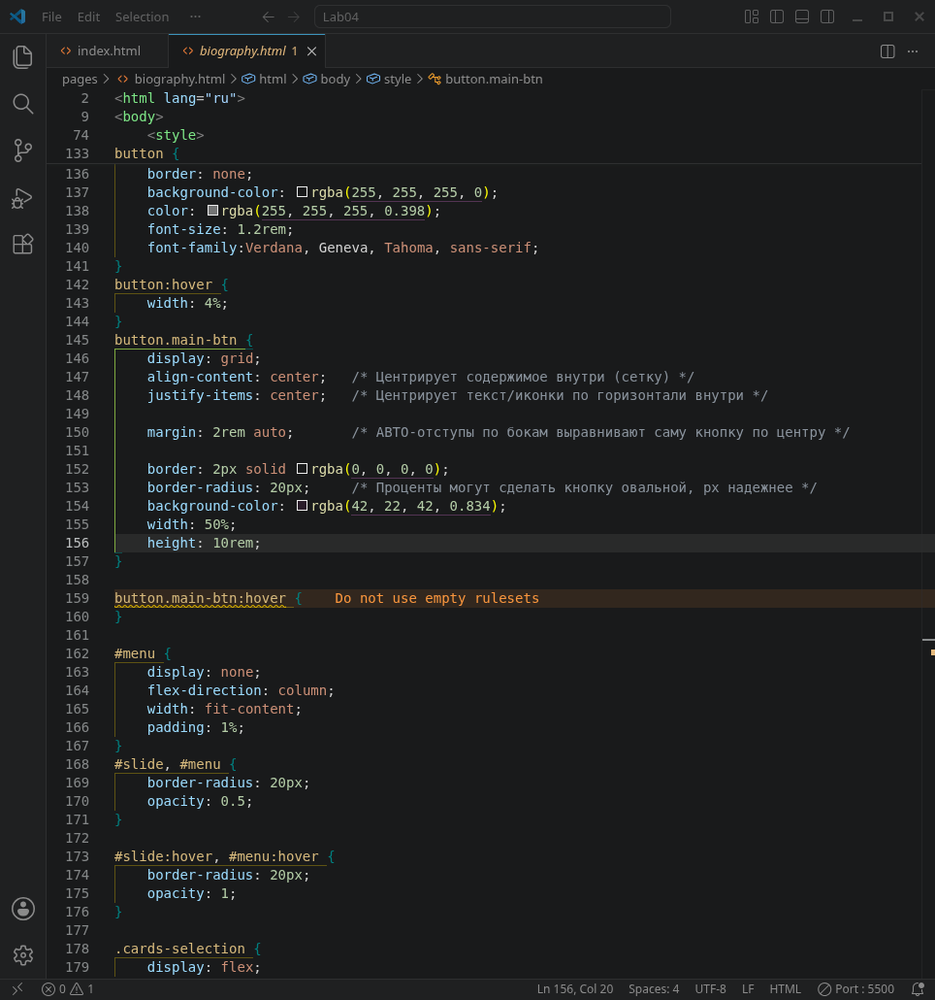 File Edit Selection ··· Lab04
index.html biography.html 1
pages > biography.html > html > body > style > button.main-btn
2 <html lang="ru">
9 <body>
74 <style>
133 button {
136 border: none;
137 background-color: rgba(255, 255, 255, 0);
138 color: rgba(255, 255, 255, 0.398);
139 font-size: 1.2rem;
140 font-family:Verdana, Geneva, Tahoma, sans-serif;
141 }
142 button:hover {
143 width: 4%;
144 }
145 button.main-btn {
146 display: grid;
147 align-content: center; /* Центрирует содержимое внутри (сетку) */
148 justify-items: center; /* Центрирует текст/иконки по горизонтали внутри */
149
150 margin: 2rem auto; /* АВТО-отступы по бокам выравнивают саму кнопку по центру */
151
152 border: 2px solid rgba(0, 0, 0, 0);
153 border-radius: 20px; /* Проценты могут сделать кнопку овальной, px надежнее */
154 background-color: rgba(42, 22, 42, 0.834);
155 width: 50%;
156 height: 10rem;
157 }
158
159 button.main-btn:hover { Do not use empty rulesets
160 }
161
162 #menu {
163 display: none;
164 flex-direction: column;
165 width: fit-content;
166 padding: 1%;
167 }
168 #slide, #menu {
169 border-radius: 20px;
170 opacity: 0.5;
171 }
172
173 #slide:hover, #menu:hover {
174 border-radius: 20px;
175 opacity: 1;
176 }
177
178 .cards-selection {
179 display: flex;
0 1 Ln 156, Col 20 Spaces: 4 UTF-8 LF HTML Port : 5500